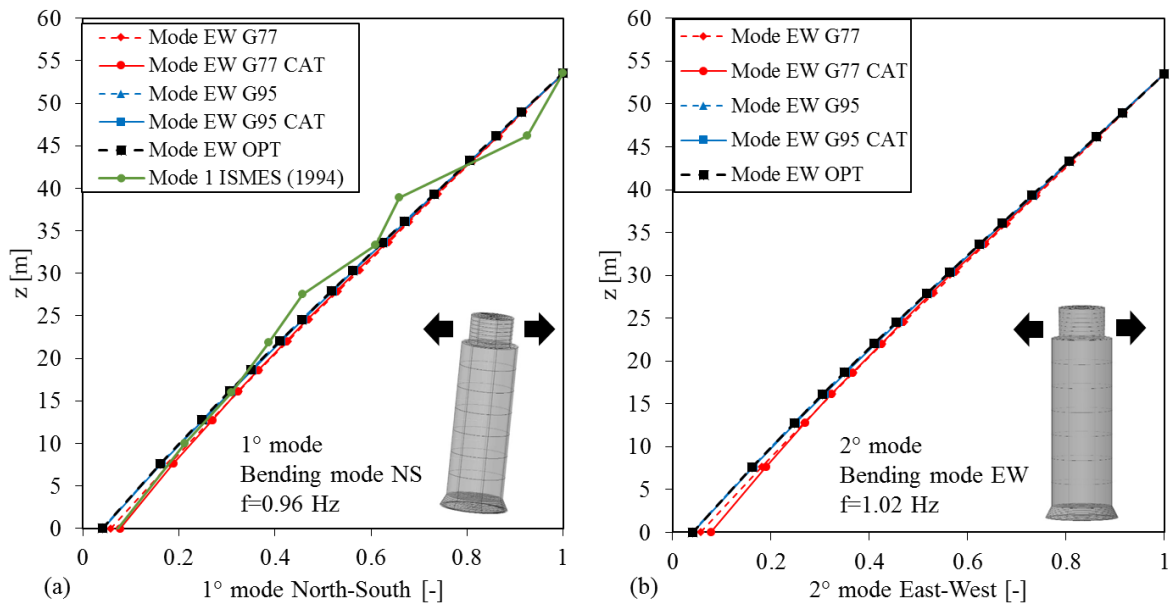 60
55
50
45
40
35
30
25
20
15
10
5
0
z [m]
Mode EW G77
Mode EW G77 CAT
Mode EW G95
Mode EW G95 CAT
Mode EW OPT
Mode 1 ISMES (1994)
1° mode
Bending mode NS
f=0.96 Hz
0 0.2 0.4 0.6 0.8 1
(a) 1° mode North-South [-]
60
55
50
45
40
35
30
25
20
15
10
5
0
z [m]
Mode EW G77
Mode EW G77 CAT
Mode EW G95
Mode EW G95 CAT
Mode EW OPT
2° mode
Bending mode EW
f=1.02 Hz
0 0.2 0.4 0.6 0.8 1
(b) 2° mode East-West [-]